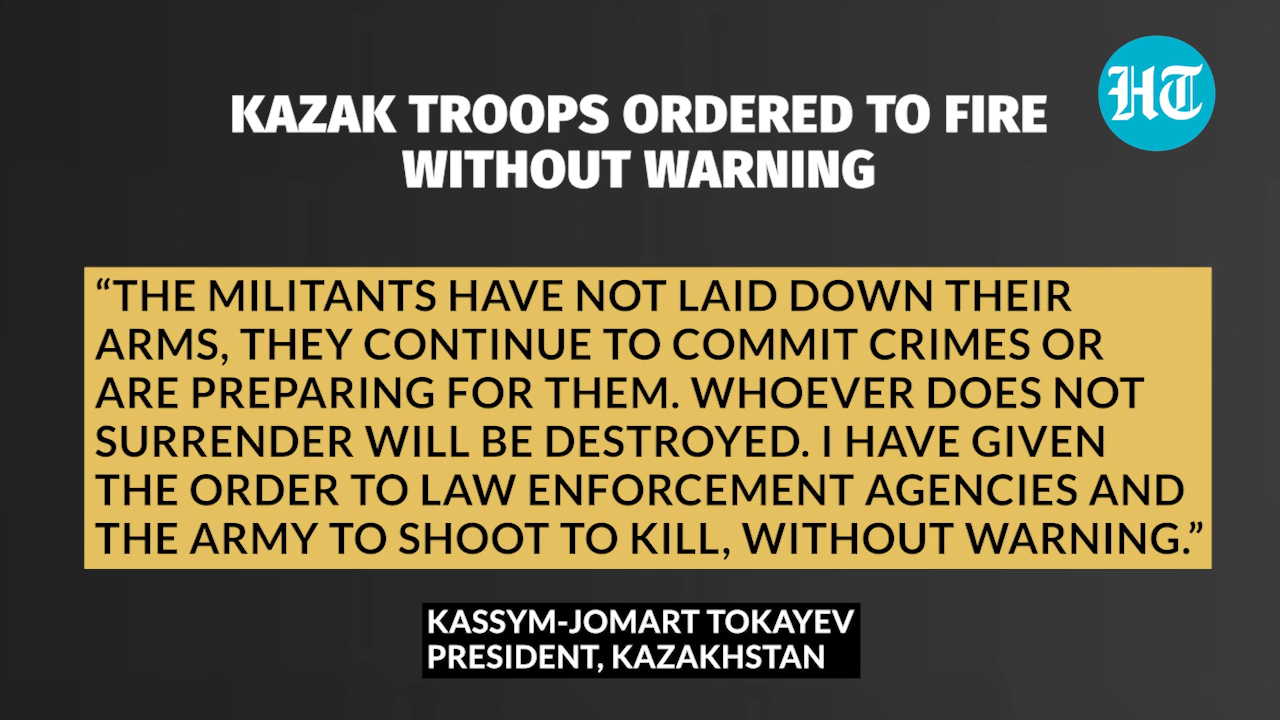 HT
KAZAK TROOPS ORDERED TO FIRE
WITHOUT WARNING
“THE MILITANTS HAVE NOT LAID DOWN THEIR
ARMS, THEY CONTINUE TO COMMIT CRIMES OR
ARE PREPARING FOR THEM. WHOEVER DOES NOT
SURRENDER WILL BE DESTROYED. I HAVE GIVEN
THE ORDER TO LAW ENFORCEMENT AGENCIES AND
THE ARMY TO SHOOT TO KILL, WITHOUT WARNING.”
KASSYM-JOMART TOKAYEV
PRESIDENT, KAZAKHSTAN